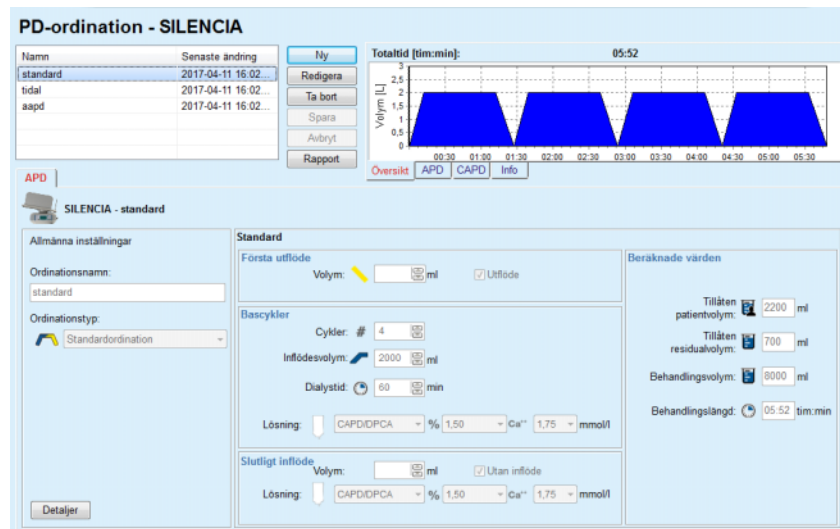 PD-ordination - SILENCIA
Namn Senaste ändring
standard 2017-04-11 16:02...
tidal 2017-04-11 16:02...
aapd 2017-04-11 16:02...
Ny
Redigera
Ta bort
Spara
Avbryt
Rapport
Totaltid [tim:min]: 05:52
Volym [L]
3
2,5
2
1,5
1
0,5
0
00:30 01:00 01:30 02:00 02:30 03:00 03:30 04:00 04:30 05:00 05:30
Översikt APD CAPD Info
APD
SILENCIA - standard
Allmänna inställningar
Ordinationsnamn:
standard
Ordinationstyp:
Standardordination
Detaljer
Standard
Första utflöde
Volym: ml Utflöde
Bascykler
Cykler: # 4
Inflödesvolym: 2000 ml
Dialystid: 60 min
Lösning: CAPD/DPCA % 1,50 Ca⁺⁺ 1,75 mmol/l
Slutligt inflöde
Volym: ml Utan inflöde
Lösning: CAPD/DPCA % 1,50 Ca⁺⁺ 1,75 mmol/l
Beräknade värden
Tillåten
patientvolym: 2200 ml
Tillåten
residualvolym: 700 ml
Behandlingsvolym: 8000 ml
Behandlingslängd: 05:52 tim:min